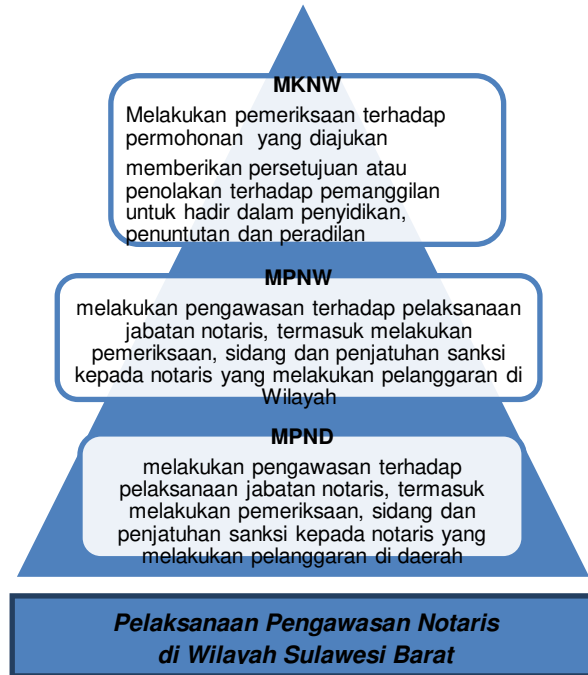 MKNW
Melakukan pemeriksaan terhadap
permohonan yang diajukan
memberikan persetujuan atau
penolakan terhadap pemanggilan
untuk hadir dalam penyidikan,
penuntutan dan peradilan
MPNW
melakukan pengawasan terhadap pelaksanaan
jabatan notaris, termasuk melakukan
pemeriksaan, sidang dan penjatuhan sanksi
kepada notaris yang melakukan pelanggaran di
Wilayah
MPND
melakukan pengawasan terhadap
pelaksanaan jabatan notaris, termasuk
melakukan pemeriksaan, sidang dan
penjatuhan sanksi kepada notaris yang
melakukan pelanggaran di daerah
Pelaksanaan Pengawasan Notaris
di Wilayah Sulawesi Barat